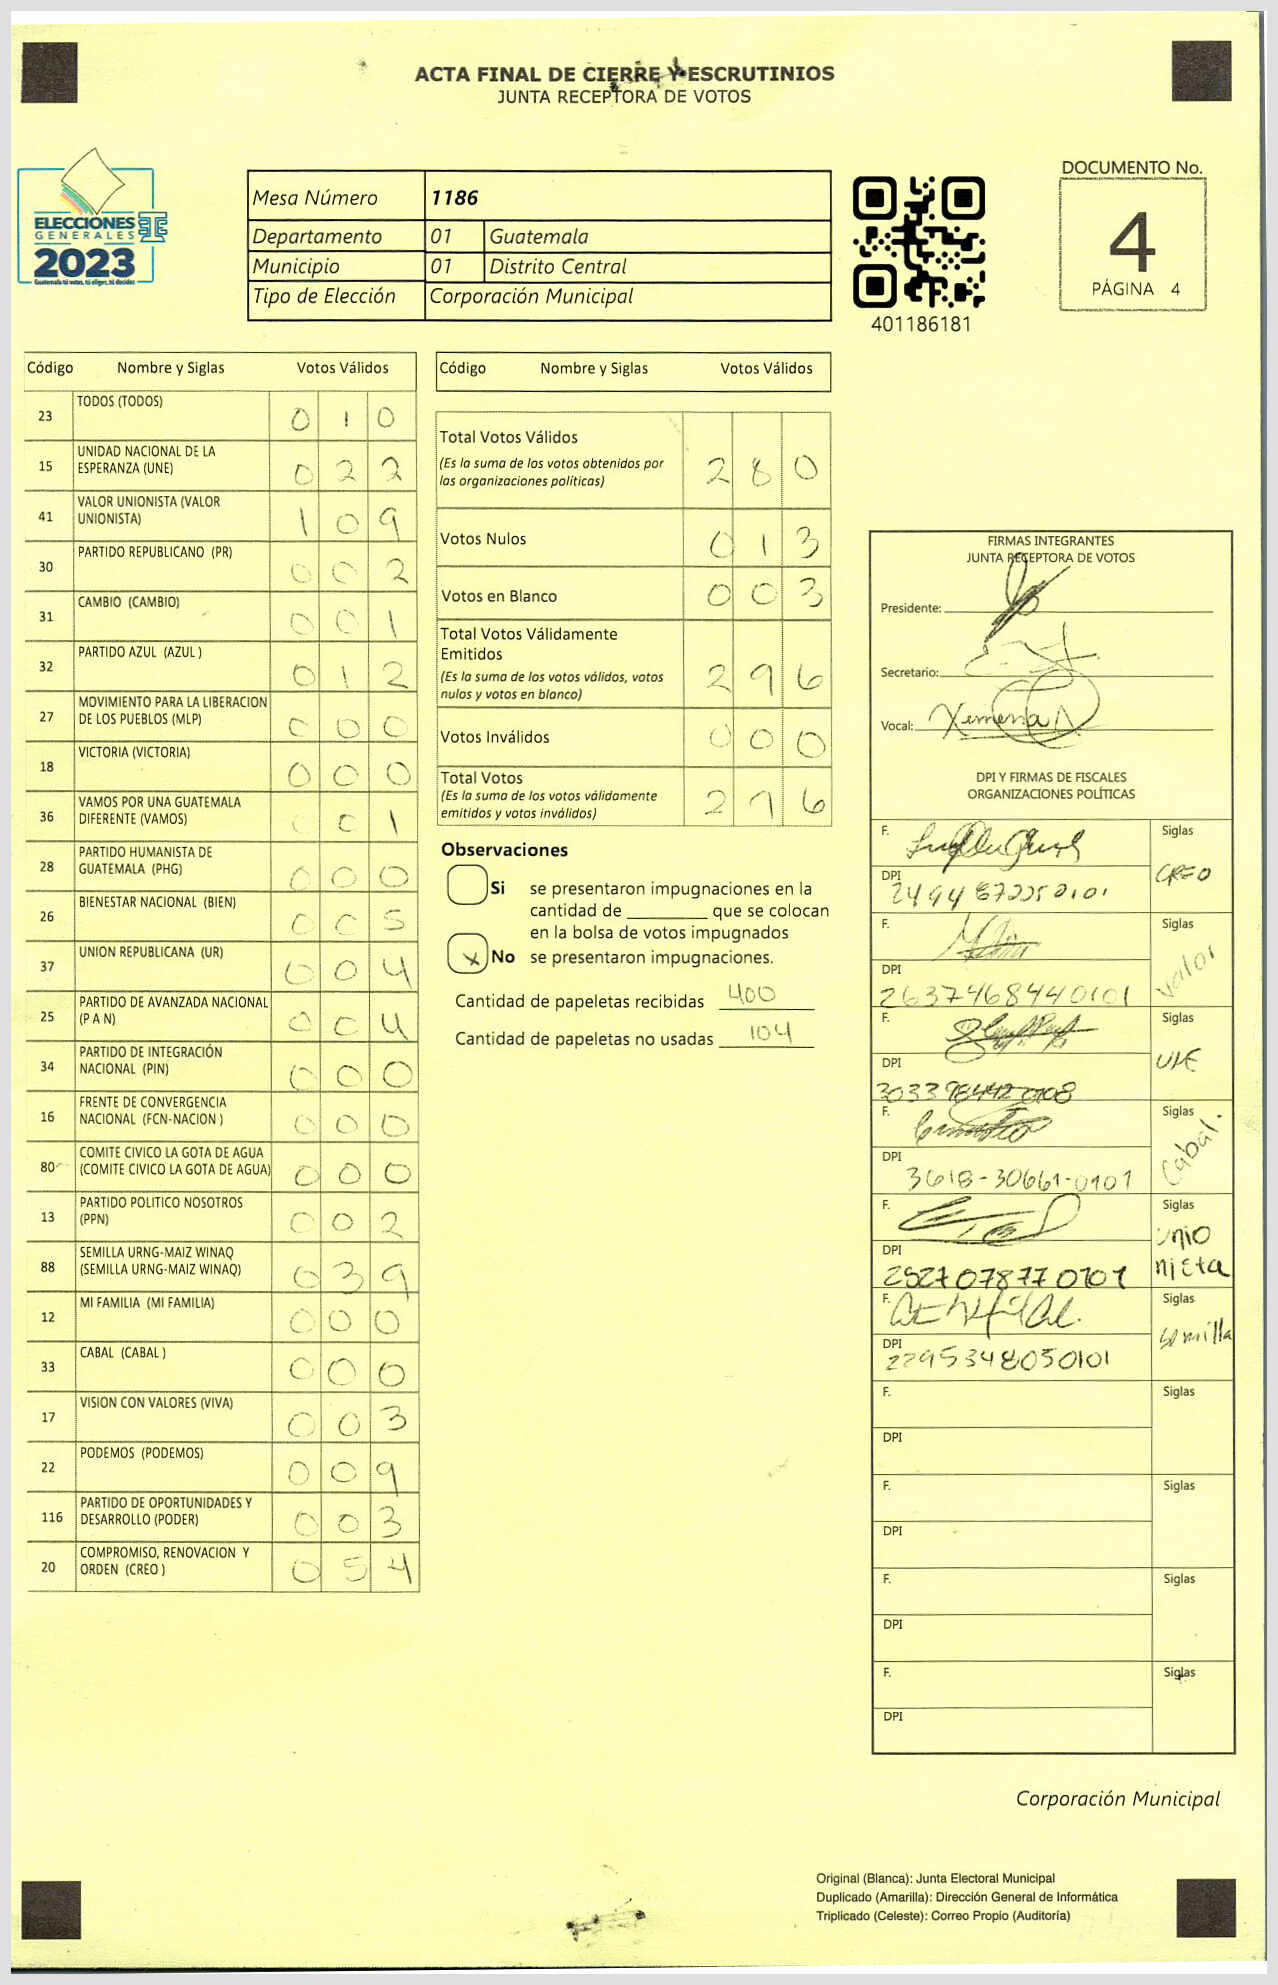 ACTA FINAL DE CIERRE Y ESCRUTINIOS
JUNTA RECEPTORA DE VOTOS
ELECCIONES
GENERALES
2023
Guatemala tú votas, tú eliges, tú decides
Mesa Número 1186
Departamento 01 Guatemala
Municipio 01 Distrito Central
Tipo de Elección Corporación Municipal
401186181
DOCUMENTO No.
4
PÁGINA 4
Código Nombre y Siglas Votos Válidos
23 TODOS (TODOS) 0 1 0
15 UNIDAD NACIONAL DE LA ESPERANZA (UNE) 0 2 2
41 VALOR UNIONISTA (VALOR UNIONISTA) 1 0 9
30 PARTIDO REPUBLICANO (PR) 0 0 2
31 CAMBIO (CAMBIO) 0 0 1
32 PARTIDO AZUL (AZUL ) 0 1 2
27 MOVIMIENTO PARA LA LIBERACION DE LOS PUEBLOS (MLP) 0 0 0
18 VICTORIA (VICTORIA) 0 0 0
36 VAMOS POR UNA GUATEMALA DIFERENTE (VAMOS) 0 0 1
28 PARTIDO HUMANISTA DE GUATEMALA (PHG) 0 0 0
26 BIENESTAR NACIONAL (BIEN) 0 0 5
37 UNION REPUBLICANA (UR) 0 0 4
25 PARTIDO DE AVANZADA NACIONAL (P A N) 0 0 4
34 PARTIDO DE INTEGRACIÓN NACIONAL (PIN) 0 0 0
16 FRENTE DE CONVERGENCIA NACIONAL (FCN-NACION ) 0 0 0
80 COMITE CIVICO LA GOTA DE AGUA (COMITE CIVICO LA GOTA DE AGUA) 0 0 0
13 PARTIDO POLITICO NOSOTROS (PPN) 0 0 2
88 SEMILLA URNG-MAIZ WINAQ (SEMILLA URNG-MAIZ WINAQ) 0 3 9
12 MI FAMILIA (MI FAMILIA) 0 0 0
33 CABAL (CABAL ) 0 0 0
17 VISION CON VALORES (VIVA) 0 0 3
22 PODEMOS (PODEMOS) 0 0 9
116 PARTIDO DE OPORTUNIDADES Y DESARROLLO (PODER) 0 0 3
20 COMPROMISO, RENOVACION Y ORDEN (CREO ) 0 5 4
Código Nombre y Siglas Votos Válidos
Total Votos Válidos 2 8 0
(Es la suma de los votos obtenidos por
las organizaciones políticas)
Votos Nulos 0 1 3
Votos en Blanco 0 0 3
Total Votos Válidamente
Emitidos 2 9 6
(Es la suma de los votos válidos, votos
nulos y votos en blanco)
Votos Inválidos 0 0 0
Total Votos 2 9 6
(Es la suma de los votos válidamente
emitidos y votos inválidos)
Observaciones
Si se presentaron impugnaciones en la
cantidad de ________ que se colocan
en la bolsa de votos impugnados
x No se presentaron impugnaciones.
Cantidad de papeletas recibidas 400
Cantidad de papeletas no usadas 104
FIRMAS INTEGRANTES
JUNTA RECEPTORA DE VOTOS
Presidente:
Secretario:
Vocal: Ximena
DPI Y FIRMAS DE FISCALES
ORGANIZACIONES POLÍTICAS
F. Siglas
CREO
DPI
F. Siglas
Valor
DPI
2637468440101
F. Siglas
UNE
DPI
3033984420108
F. Siglas
Cabal.
DPI
3618-30661-0101
F. Siglas
Unio
nista
DPI
2527078770101
F. Siglas
semilla
DPI
2295348050101
F. Siglas
DPI
F. Siglas
DPI
F. Siglas
DPI
F. Siglas
DPI
Corporación Municipal
Original (Blanca): Junta Electoral Municipal
Duplicado (Amarilla): Dirección General de Informática
Triplicado (Celeste): Correo Propio (Auditoría)